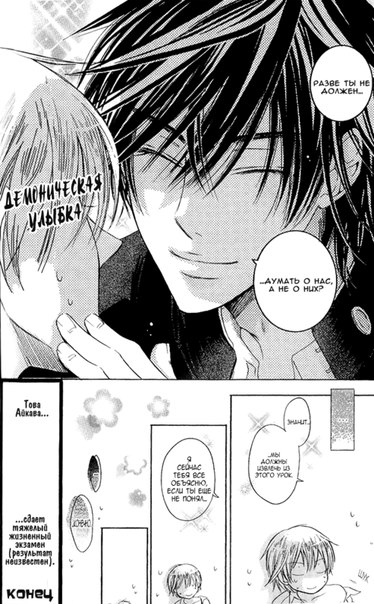 РАЗВЕ ТЫ НЕ
ДОЛЖЕН...
...ДУМАТЬ О НАС,
А НЕ О НИХ?
ДЕМОНИЧЕСКАЯ
УЛЫБКА
ЗНАЧИТ...
...МЫ
ДОЛЖНЫ
ИЗВЛЕЧЬ ИЗ
ЭТОГО УРОК.
Я
СЕЙЧАС
ТЕБЕ ВСЕ
ОБЪЯСНЮ,
ЕСЛИ ТЫ ЕЩЕ
НЕ ПОНЯЛ...
Това
Айкава...
...сдает
тяжелый
жизненный
экзамен
(результат
неизвестен).
КОНЕЦ